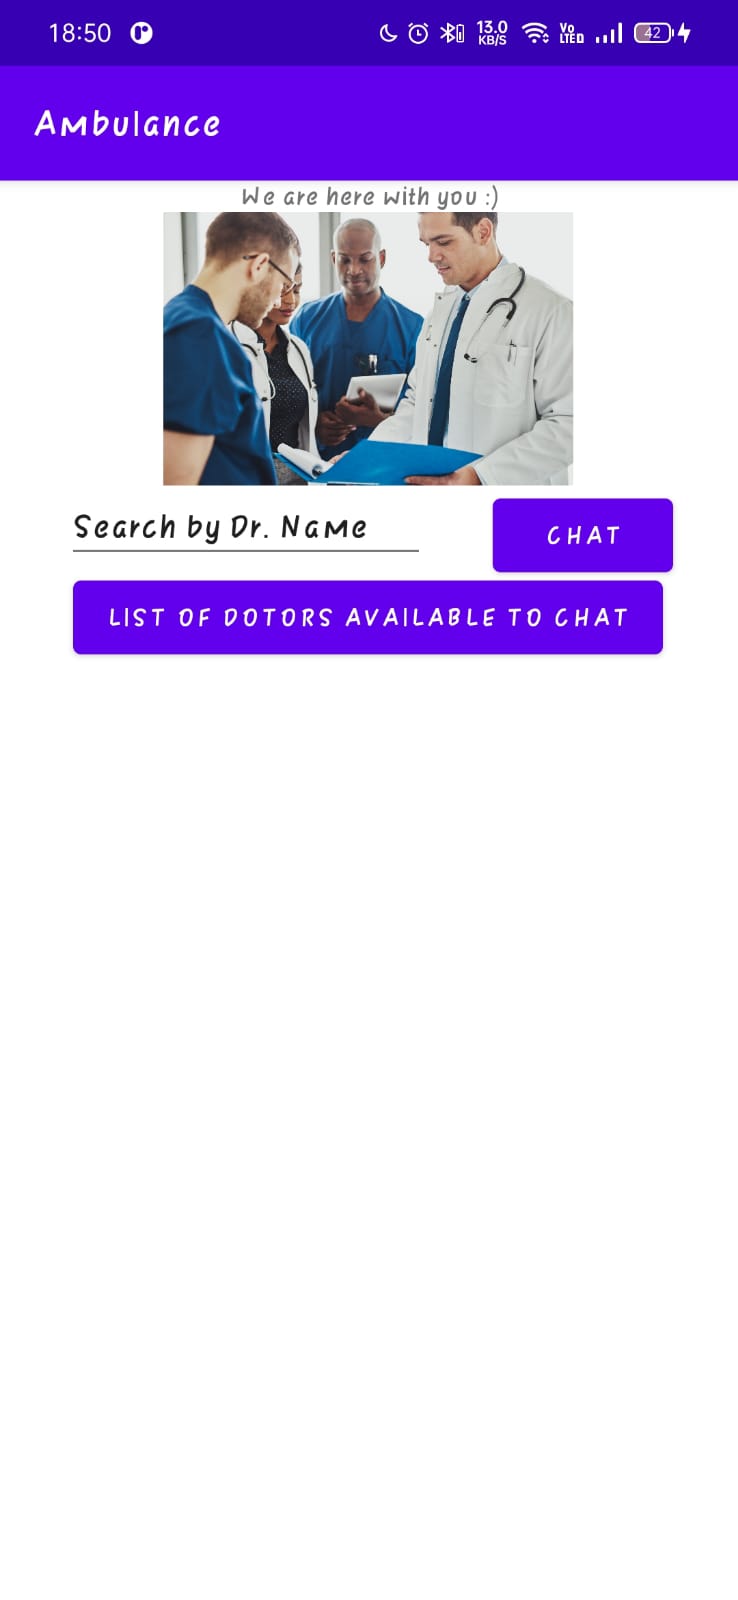 18:50 13.0 KB/S Vo LTE 42
Ambulance
We are here with you :)
Search by Dr. Name
CHAT
LIST OF DOTORS AVAILABLE TO CHAT